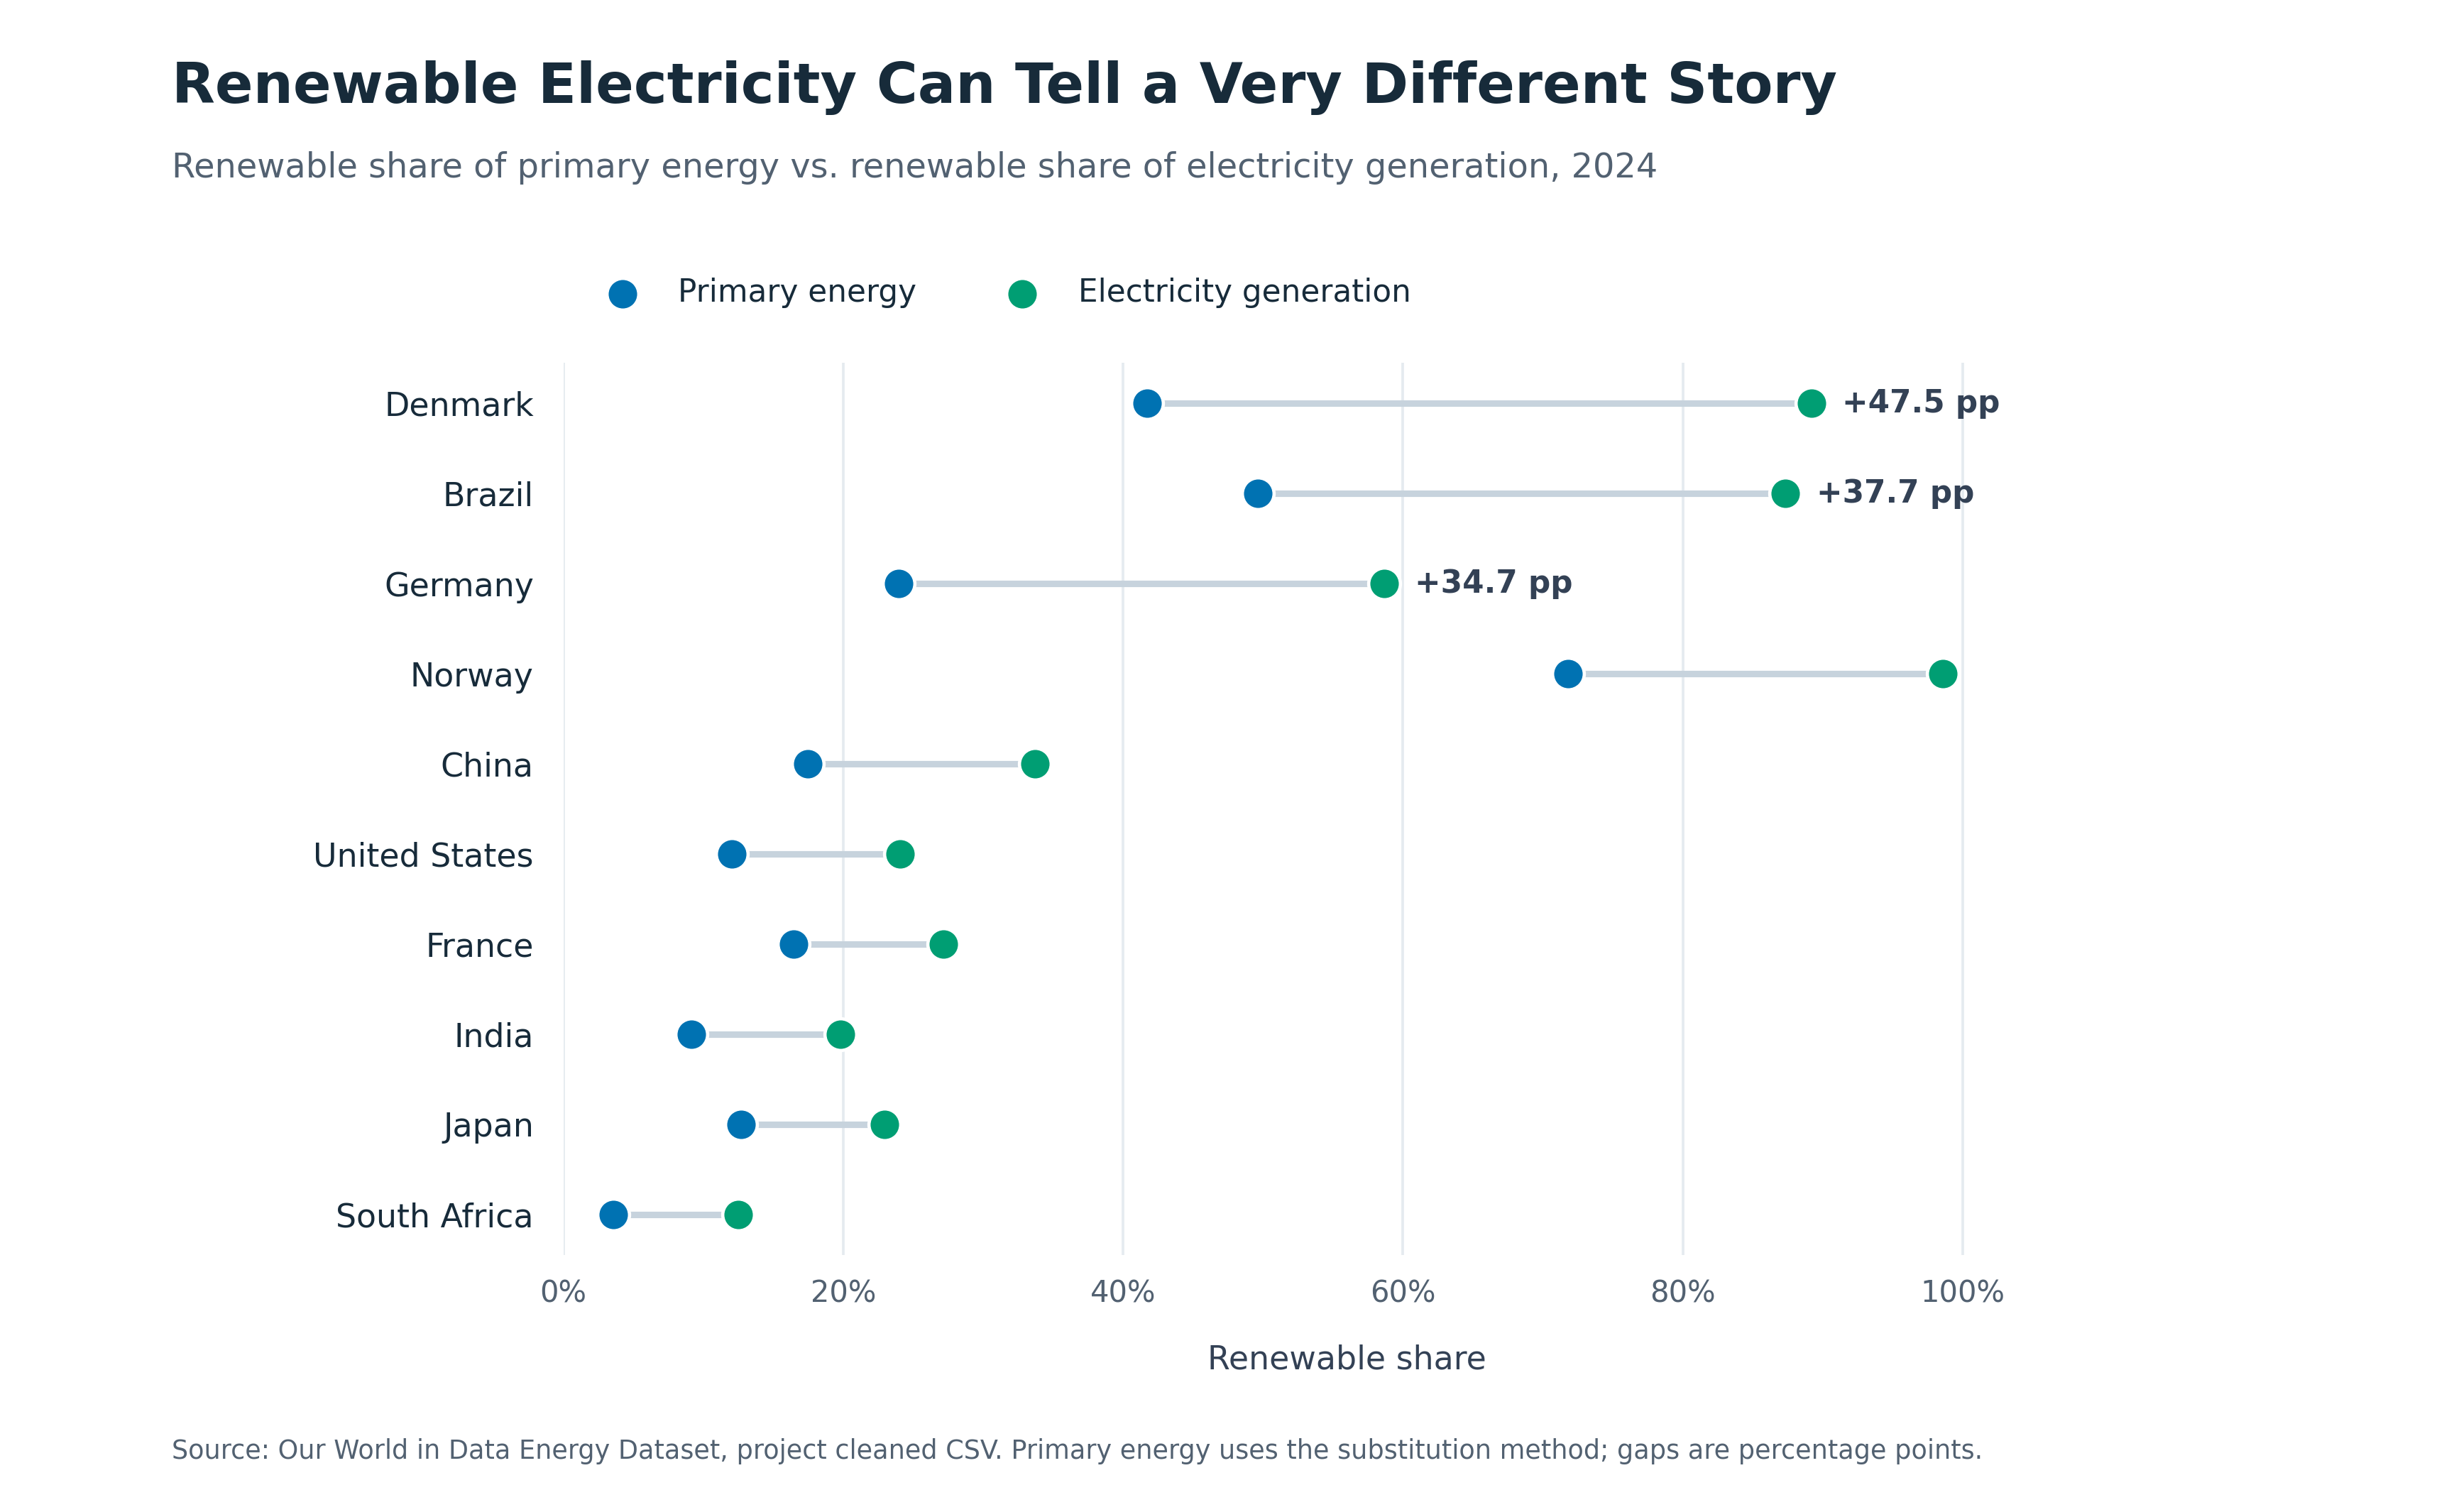 Renewable Electricity Can Tell a Very Different Story
Renewable share of primary energy vs. renewable share of electricity generation, 2024
Primary energy
Electricity generation
Denmark
+47.5 pp
Brazil
+37.7 pp
Germany
+34.7 pp
Norway
China
United States
France
India
Japan
South Africa
0%
20%
40%
60%
80%
100%
Renewable share
Source: Our World in Data Energy Dataset, project cleaned CSV. Primary energy uses the substitution method; gaps are percentage points.